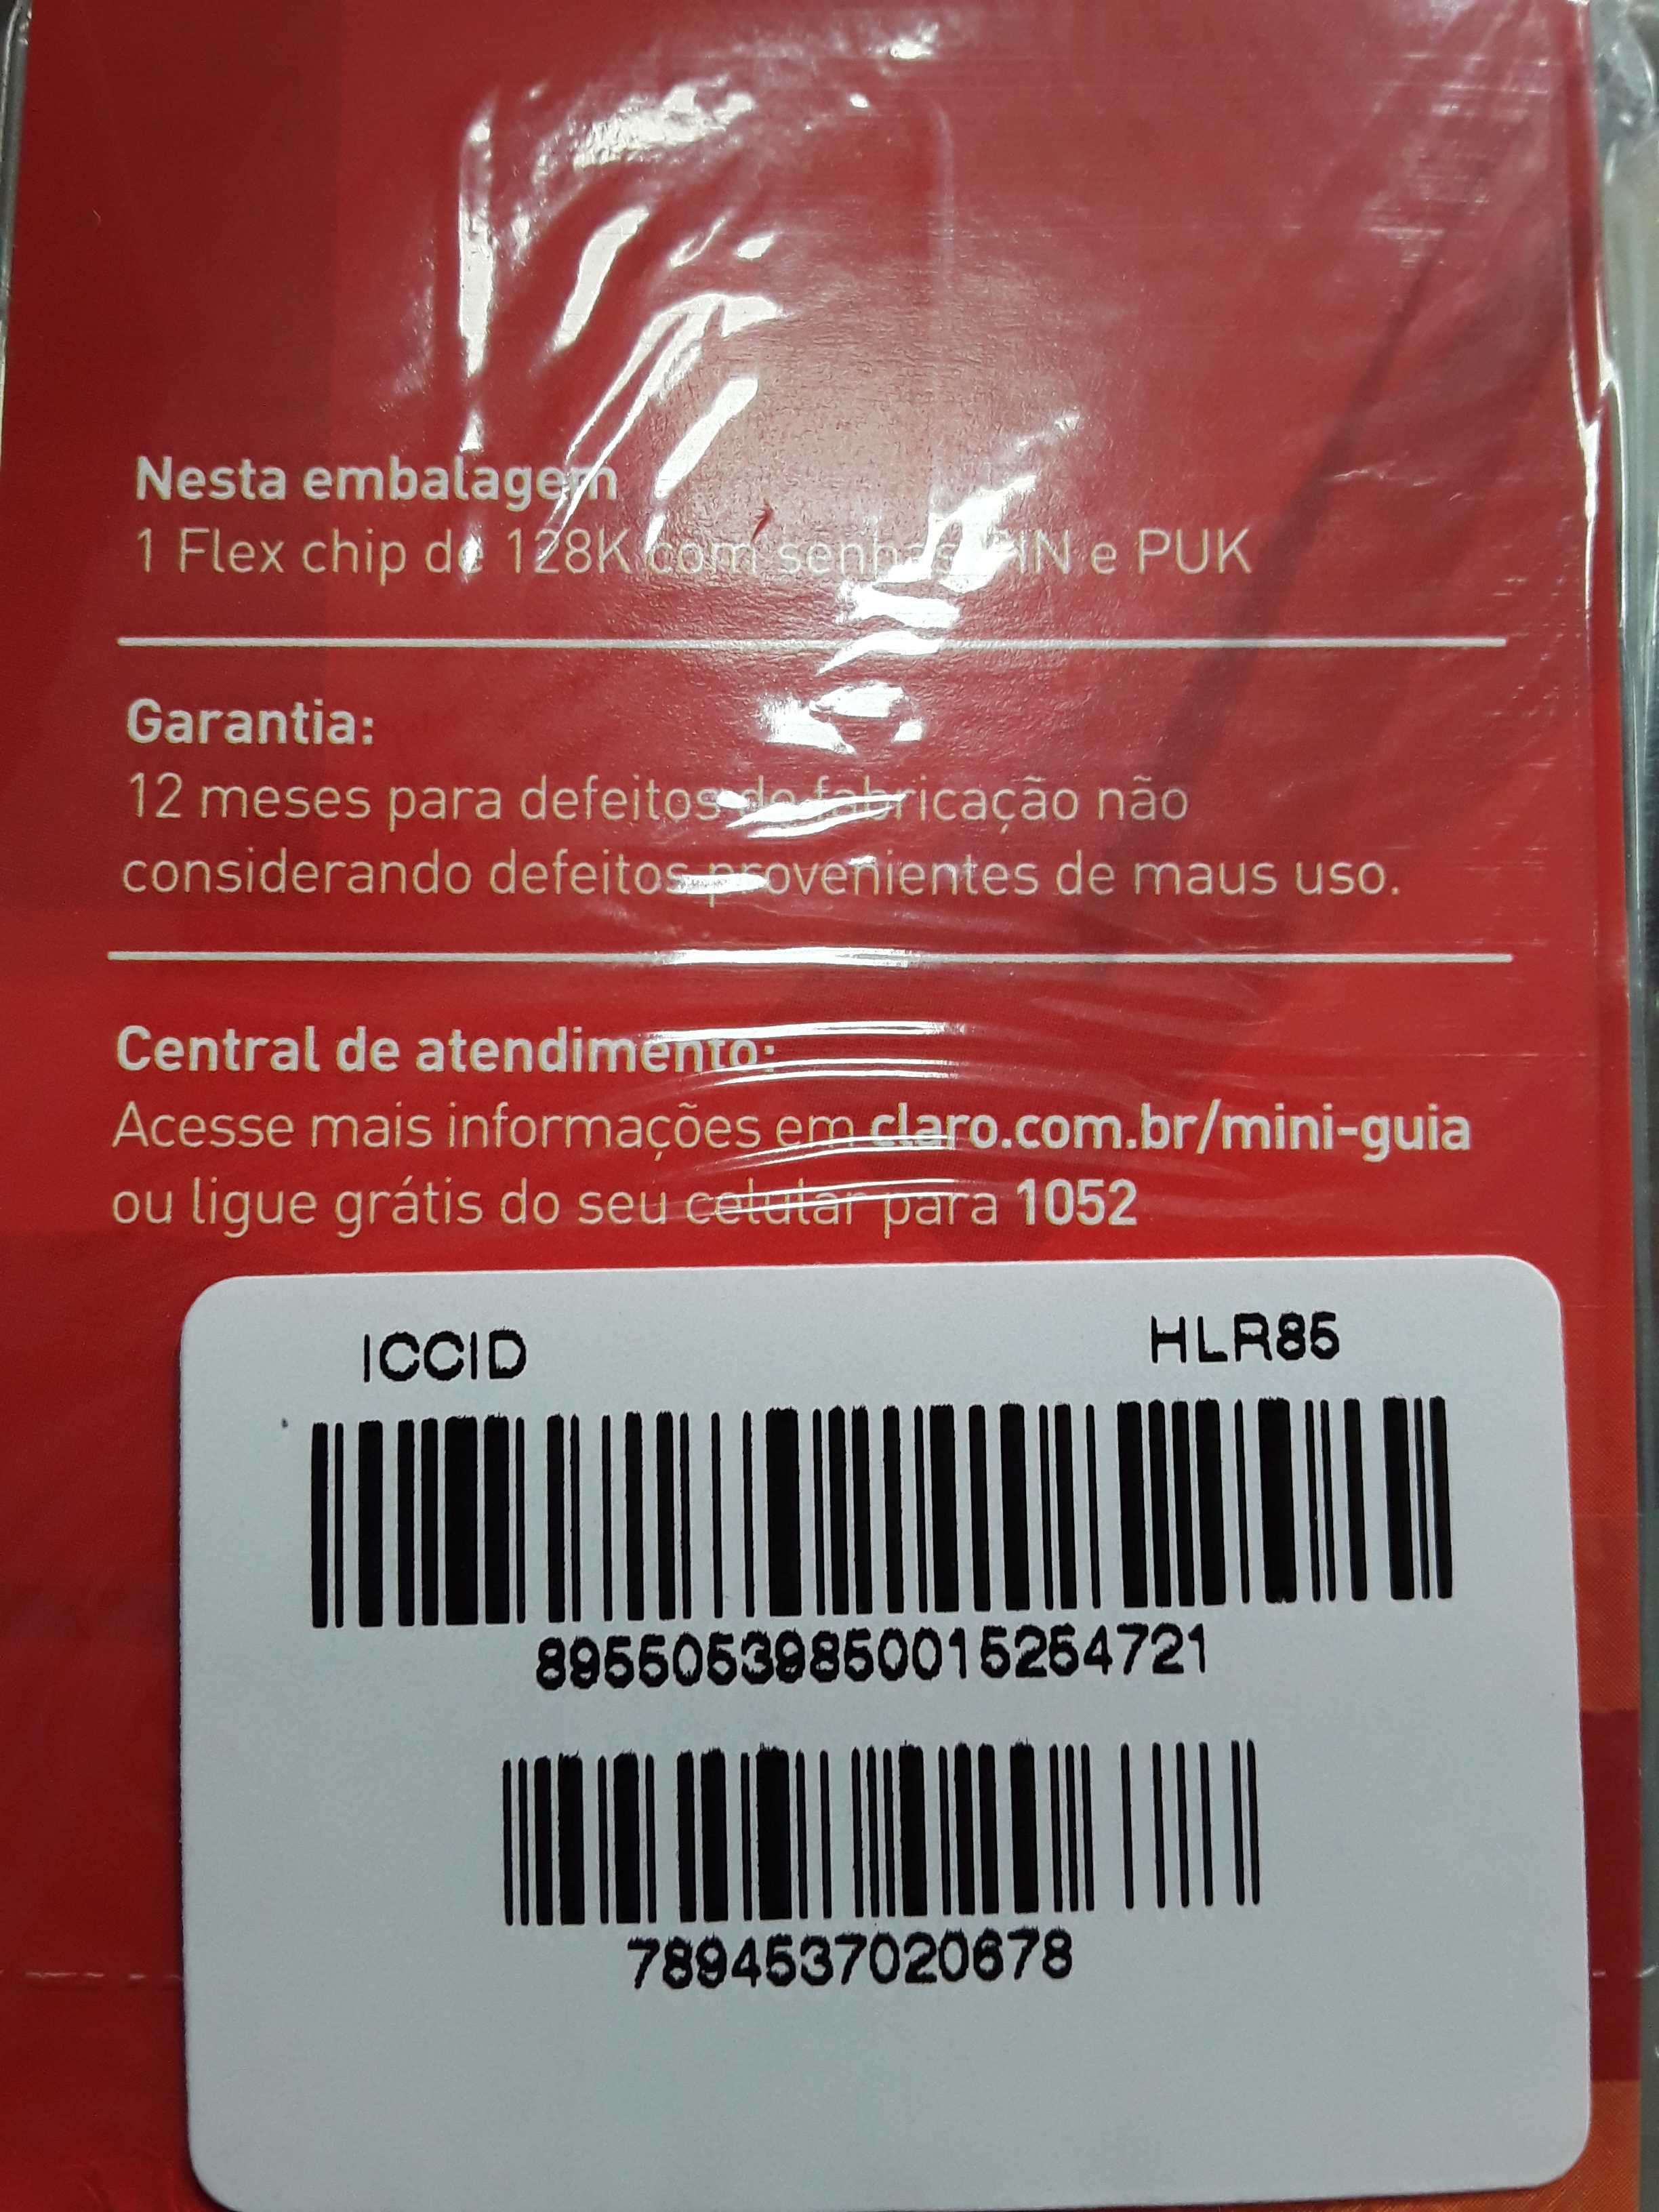 Nesta embalagem
1 Flex chip de 128K com senhas PIN e PUK
Garantia:
12 meses para defeitos de fabricação não
considerando defeitos provenientes de maus uso.
Central de atendimento:
Acesse mais informações em claro.com.br/mini-guia
ou ligue grátis do seu celular para 1052
ICCID HLR85
89550539850015254721
7894537020678